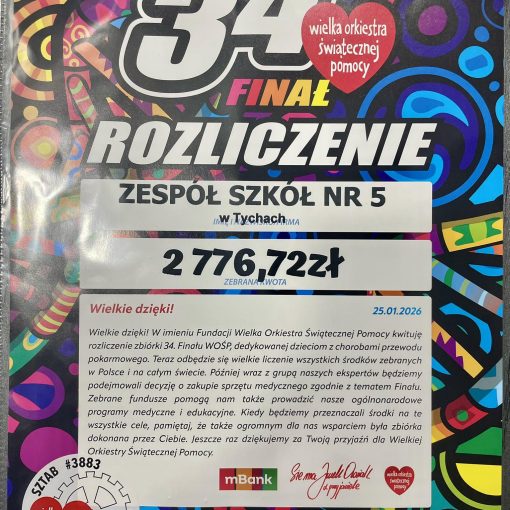 34
wielka orkiestra
świątecznej
pomocy
FINAŁ
ROZLICZENIE
ZESPÓŁ SZKÓŁ NR 5
w Tychach
2 776,72zł
ZEBRANA KWOTA
Wielkie dzięki!
25.01.2026
Wielkie dzięki! W imieniu Fundacji Wielka Orkiestra Świątecznej Pomocy kwituję
rozliczenie zbiórki 34. Finału WOŚP, dedykowanej dzieciom z chorobami przewodu
pokarmowego. Teraz odbędzie się wielkie liczenie wszystkich środków zebranych
w Polsce i na całym świecie. Później wraz z grupą naszych ekspertów będziemy
podejmowali decyzję o zakupie sprzętu medycznego zgodnie z tematem Finału.
Zebrane fundusze pomogą nam także prowadzić nasze ogólnonarodowe
programy medyczne i edukacyjne. Kiedy będziemy przeznaczali środki na te
wszystkie cele, pamiętaj, że także ogromnym dla nas wsparciem była zbiórka
dokonana przez Ciebie. Jeszcze raz dziękujemy za Twoją przyjaźń dla Wielkiej
Orkiestry Świątecznej Pomocy.
SZTAB #3883
mBank
Sie ma
wielka orkiestra
świątecznej
pomocy